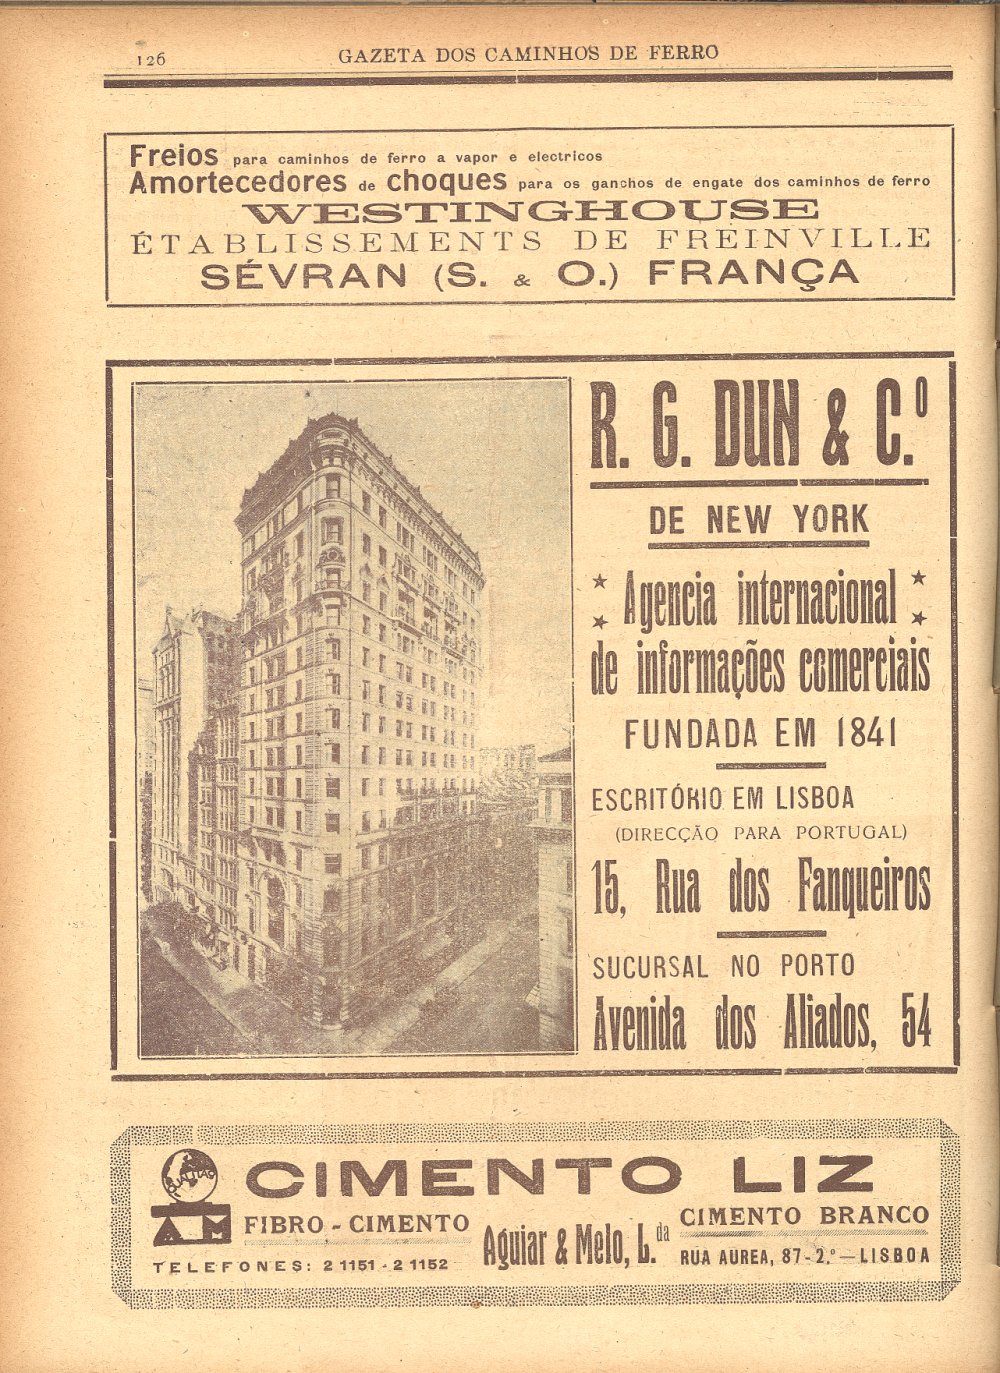 126
GAZETA DOS CAMINHOS DE FERRO
Freios para caminhos de ferro a vapor e electricos
Amortecedores de choques para os ganchos de engate dos caminhos de ferro
WESTINGHOUSE
ÉTABLISSEMENTS DE FREINVILLE
SÉVRAN (S. & O.) FRANÇA
R. G. DUN & C.º
DE NEW YORK
Agencia internacional
de informações comerciais
FUNDADA EM 1841
ESCRITÓRIO EM LISBOA
(DIRECÇÃO PARA PORTUGAL)
15, Rua dos Fanqueiros
SUCURSAL NO PORTO
Avenida dos Aliados, 54
CIMENTO LIZ
AM
FIBRO - CIMENTO
TELEFONES: 2 1151 - 2 1152
Aguiar & Melo, L.da
CIMENTO BRANCO
RUA AUREA, 87-2.º — LISBOA